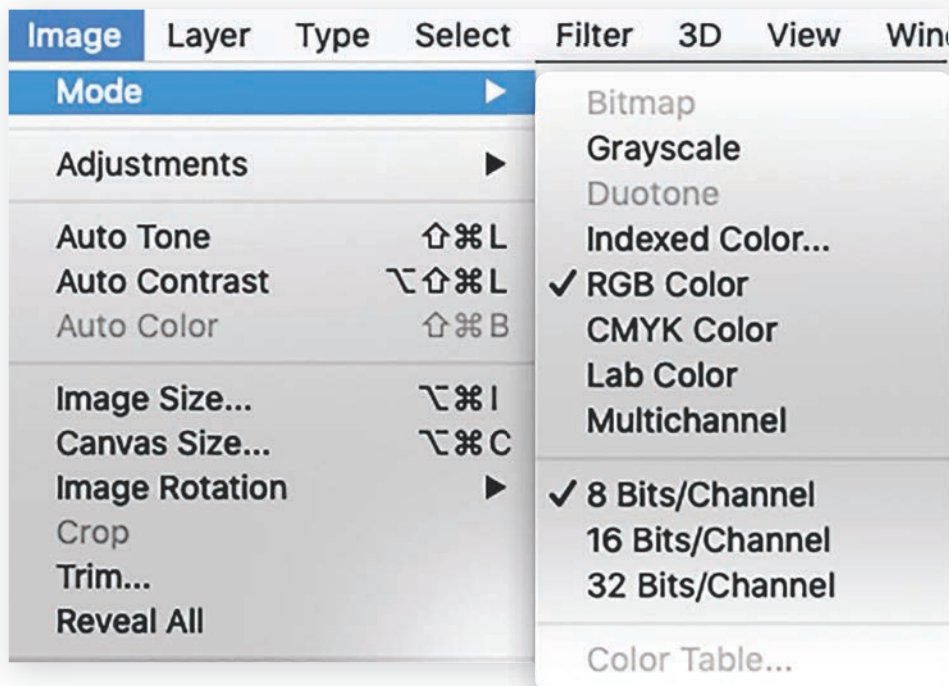 Image Layer Type Select Filter 3D View
Mode ▶
Adjustments ▶
Auto Tone ⇧⌘L
Auto Contrast ⌥⇧⌘L
Auto Color ⇧⌘B
Image Size... ⌥⌘I
Canvas Size... ⌥⌘C
Image Rotation ▶
Crop
Trim...
Reveal All
Bitmap
Grayscale
Duotone
Indexed Color...
✓ RGB Color
CMYK Color
Lab Color
Multichannel
✓ 8 Bits/Channel
16 Bits/Channel
32 Bits/Channel
Color Table...